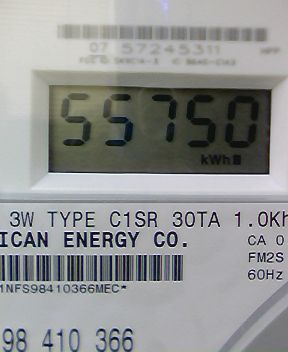 07 57245311 MPP
55750
kWh
3W TYPE C1SR 30TA 1.0Kh
ICAN ENERGY CO. CA 0
FM2S
60Hz
1NFS98410366MEC*
98 410 366